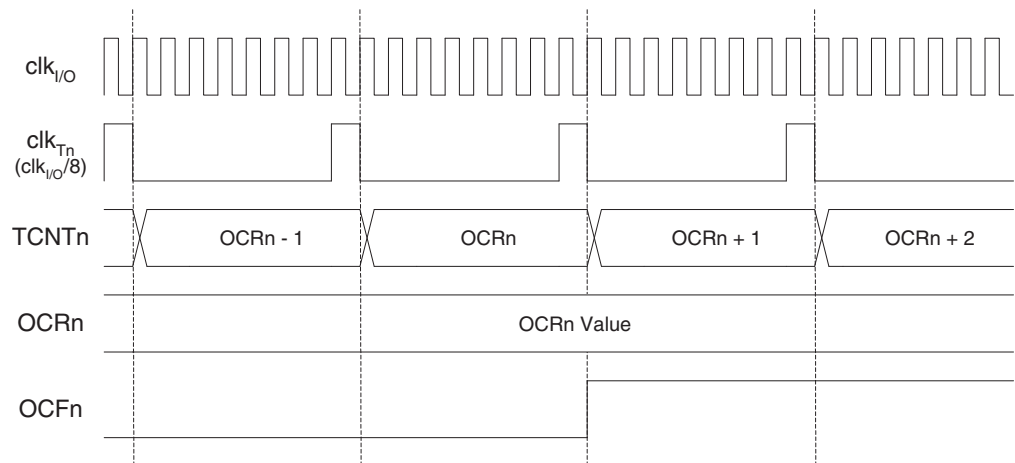 clkI/O
clkTn
(clkI/O/8)
TCNTn
OCRn - 1
OCRn
OCRn + 1
OCRn + 2
OCRn
OCRn Value
OCFn